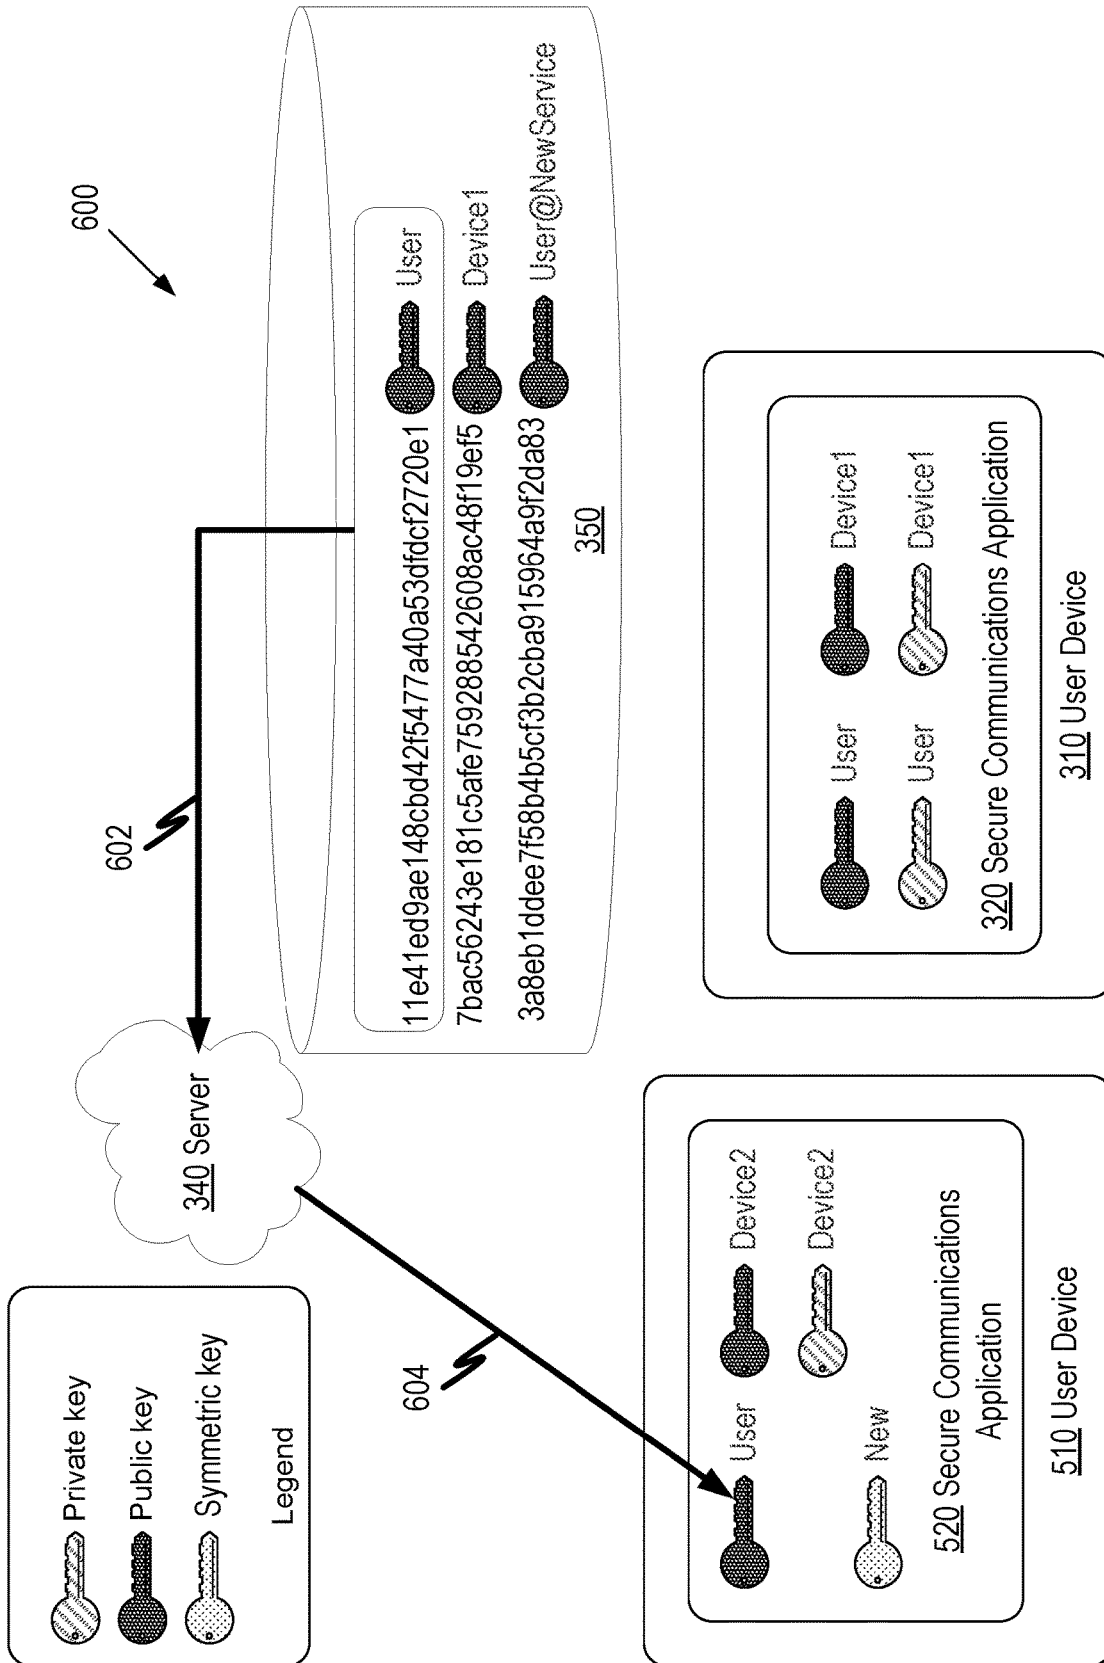 600
Private key
Public key
Symmetric key
Legend
340 Server
602
604
11e41ed9ae148cbd42f5477a40a53dfdcf2720e1 User
7bac56243e181c5afe7592885542608ac48f19ef5 Device1
3a8eb1ddee7f58b4b5cf3b2cba915964a9f2da83 User@NewService
350
User Device2
Device2
New
520 Secure Communications
Application
510 User Device
User Device1
User Device1
320 Secure Communications Application
310 User Device